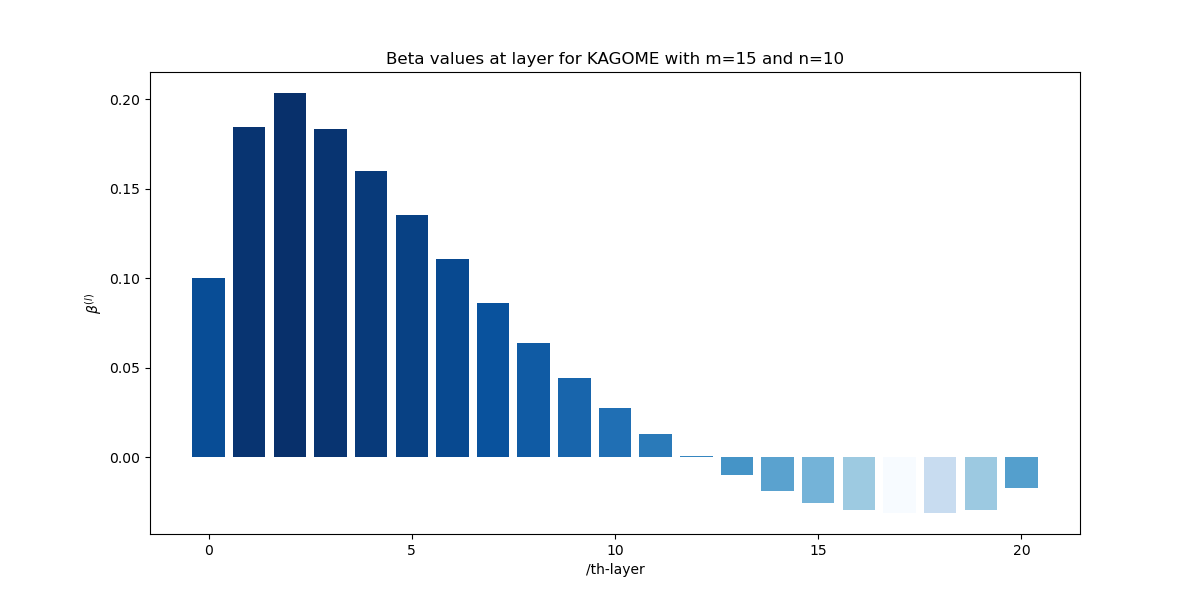 Beta values at layer for KAGOME with m=15 and n=10
0.20
0.15
0.10
0.05
0.00
β^(l)
0 5 10 15 20
/th-layer